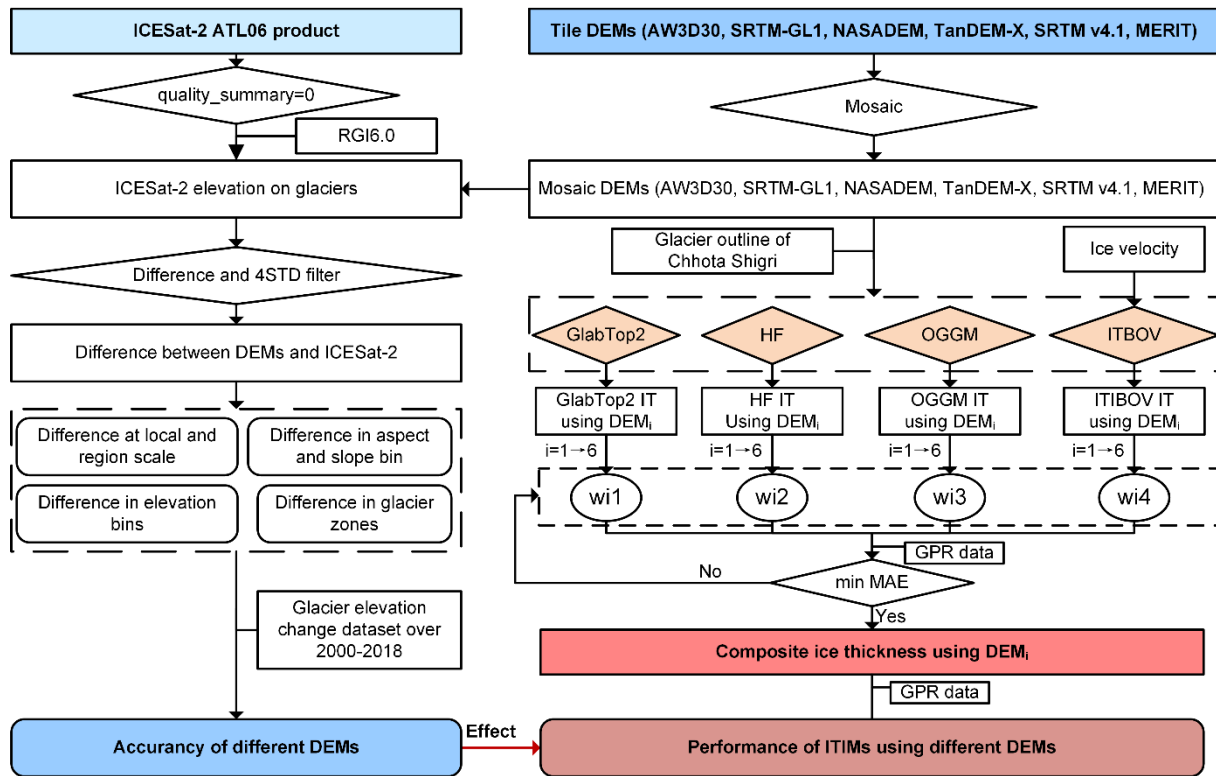 ICESat-2 ATL06 product
Tile DEMs (AW3D30, SRTM-GL1, NASADEM, TanDEM-X, SRTM v4.1, MERIT)
quality_summary=0
Mosaic
RGI6.0
ICESat-2 elevation on glaciers
Mosaic DEMs (AW3D30, SRTM-GL1, NASADEM, TanDEM-X, SRTM v4.1, MERIT)
Glacier outline of
Chhota Shigri
Ice velocity
Difference and 4STD filter
GlabTop2
HF
OGGM
ITBOV
Difference between DEMs and ICESat-2
GlabTop2 IT
using DEMi
HF IT
Using DEMi
OGGM IT
using DEMi
ITIBOV IT
using DEMi
Difference at local and
region scale
Difference in aspect
and slope bin
i=1→6
i=1→6
i=1→6
i=1→6
Difference in elevation
bins
Difference in glacier
zones
wi1
wi2
wi3
wi4
GPR data
No
min MAE
Yes
Glacier elevation
change dataset over
2000-2018
Composite ice thickness using DEMi
GPR data
Accurancy of different DEMs
Effect
Performance of ITIMs using different DEMs